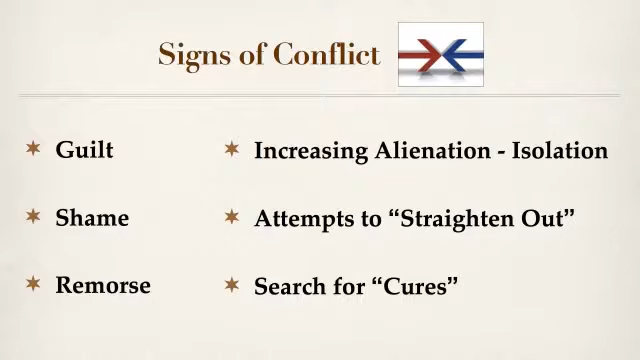 Signs of Conflict
Guilt
Shame
Remorse
Increasing Alienation - Isolation
Attempts to “Straighten Out”
Search for “Cures”